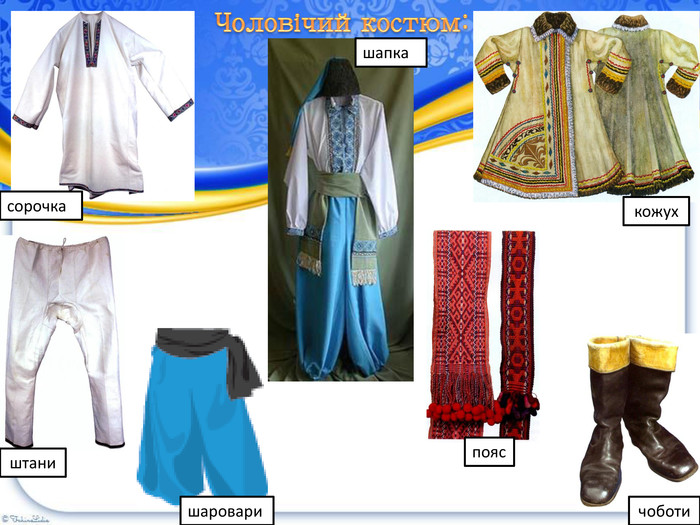 Чоловічий костюм:
шапка
сорочка
кожух
штани
пояс
шаровари
чоботи